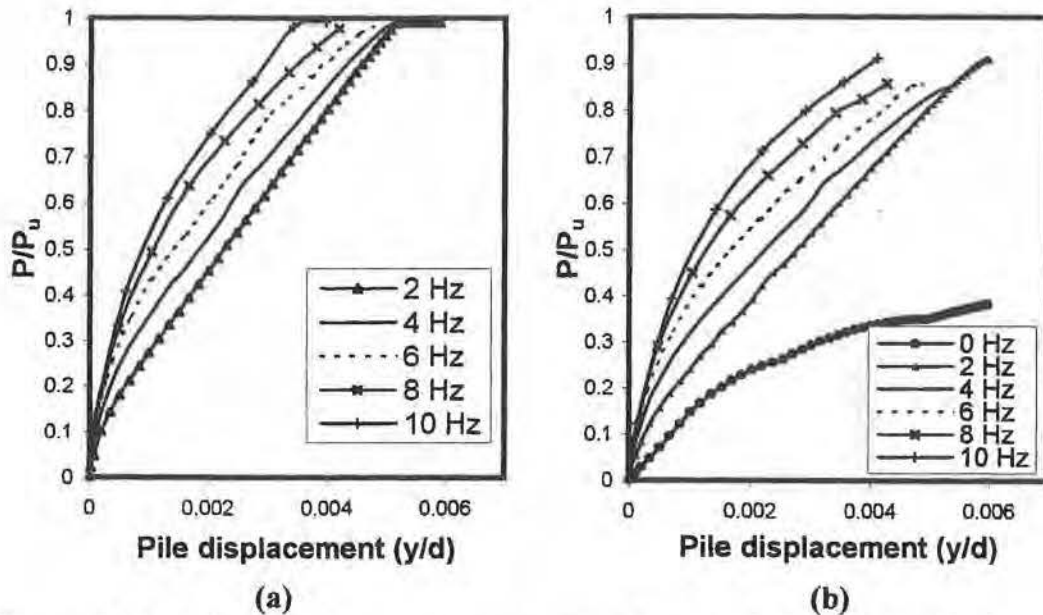 1
0.9
0.8
0.7
0.6
0.5
0.4
0.3
0.2
0.1
0
P/Pu
2 Hz
4 Hz
6 Hz
8 Hz
10 Hz
0 0,002 0,004 0.006
Pile displacement (y/d)
(a)
1
0.9
0.8
0.7
0.6
0.5
0.4
0.3
0.2
0.1
0
P/Pu
0 Hz
2 Hz
4 Hz
6 Hz
8 Hz
10 Hz
0 0.002 0.004 0.006
Pile displacement (y/d)
(b)